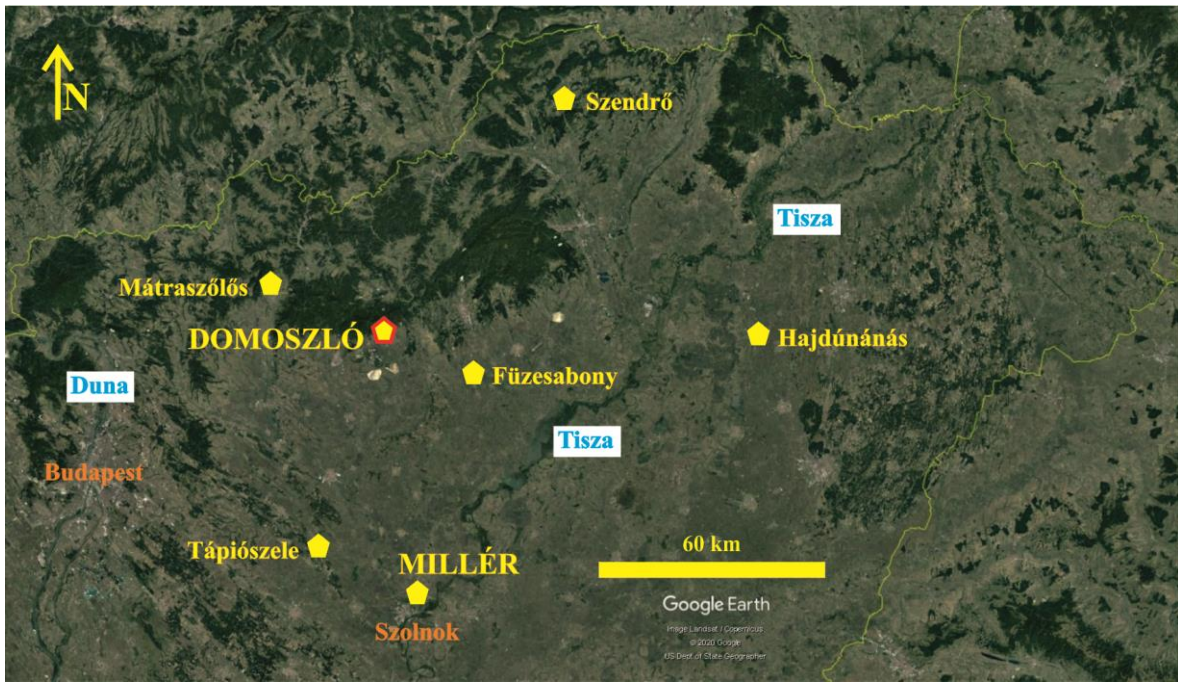 N
Szendrő
Tisza
Mátraszőlős
DOMOSZLÓ
Hajdúnánás
Füzesabony
Duna
Tisza
Budapest
60 km
Tápiószele
MILLÉR
Szolnok
Google Earth
Image Landsat / Copernicus
© 2020 Google
US Dept of State Geographer